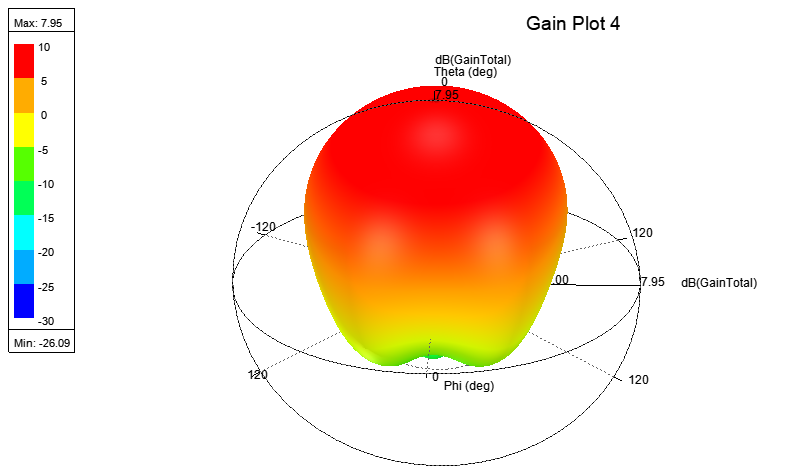 Gain Plot 4
Max: 7.95
10
5
0
-5
-10
-15
-20
-25
-30
Min: -26.09
dB(GainTotal)
Theta (deg)
0
7.95
-120
120
00
7.95
dB(GainTotal)
120
0
120
Phi (deg)